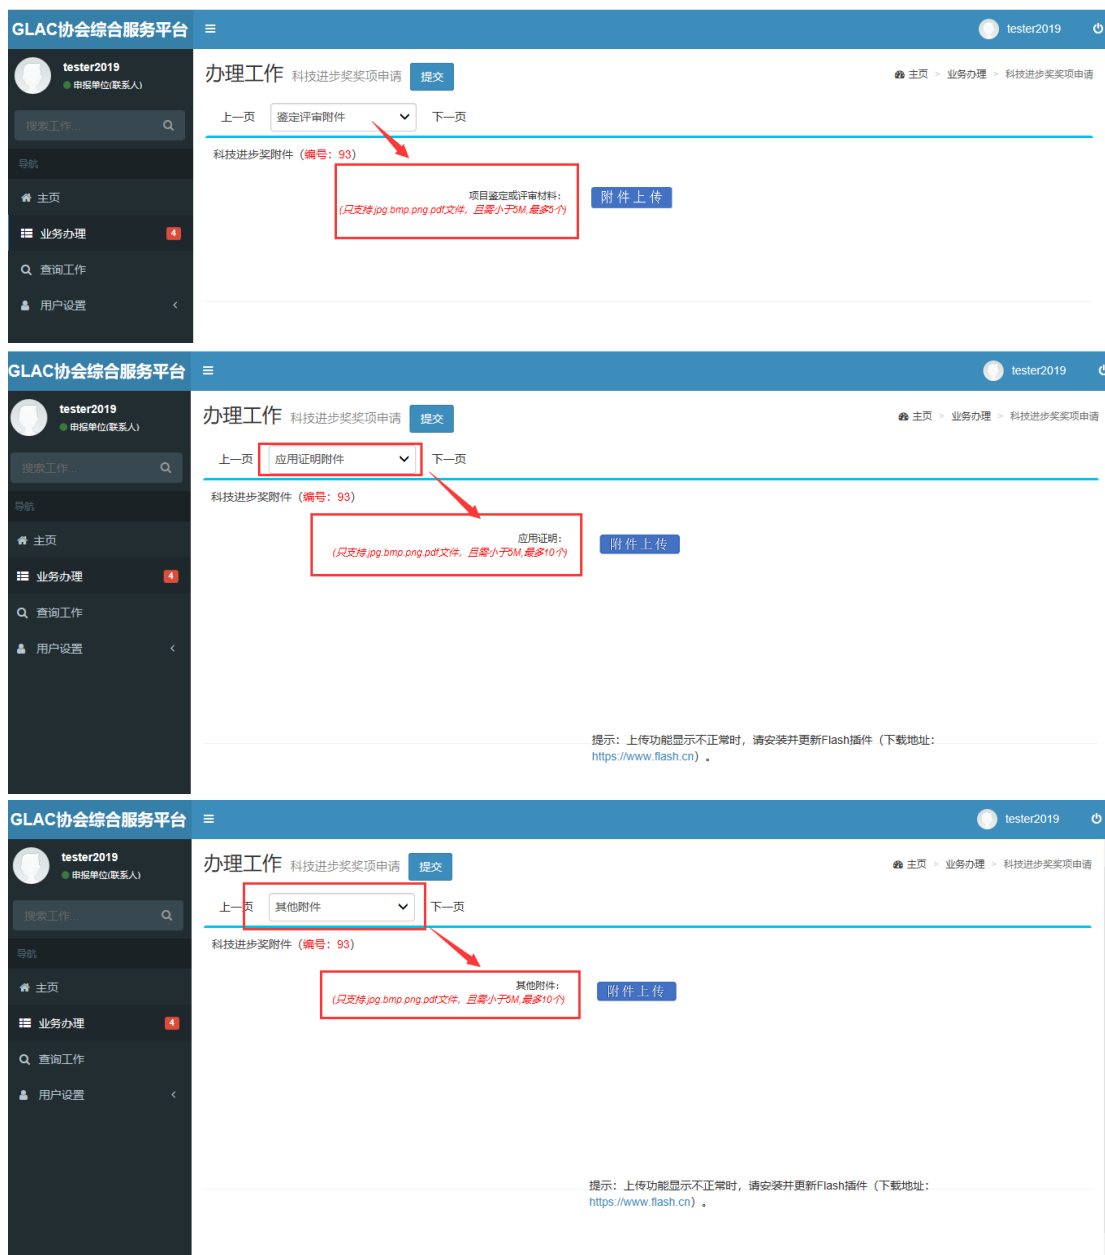 GLAC协会综合服务平台
tester2019
tester2019
申报单位(联系人)
办理工作 科技进步奖奖项申请 提交
主页 > 业务办理 > 科技进步奖奖项申请
搜索工作...
上一页 鉴定评审附件 下一页
导航
科技进步奖附件（编号：93）
主页
项目鉴定或评审材料：
(只支持.jpg.bmp.png.pdf文件，且需小于5M,最多5个)
附件上传
业务办理 4
查询工作
用户设置
GLAC协会综合服务平台
tester2019
tester2019
申报单位(联系人)
办理工作 科技进步奖奖项申请 提交
主页 > 业务办理 > 科技进步奖奖项申请
搜索工作...
上一页 应用证明附件 下一页
导航
科技进步奖附件（编号：93）
主页
应用证明：
(只支持.jpg.bmp.png.pdf文件，且需小于5M,最多10个)
附件上传
业务办理 4
查询工作
用户设置
提示：上传功能显示不正常时，请安装并更新Flash插件（下载地址：
https://www.flash.cn）。
GLAC协会综合服务平台
tester2019
tester2019
申报单位(联系人)
办理工作 科技进步奖奖项申请 提交
主页 > 业务办理 > 科技进步奖奖项申请
搜索工作...
上一页 其他附件 下一页
导航
科技进步奖附件（编号：93）
主页
其他附件：
(只支持.jpg.bmp.png.pdf文件，且需小于5M,最多10个)
附件上传
业务办理 4
查询工作
用户设置
提示：上传功能显示不正常时，请安装并更新Flash插件（下载地址：
https://www.flash.cn）。